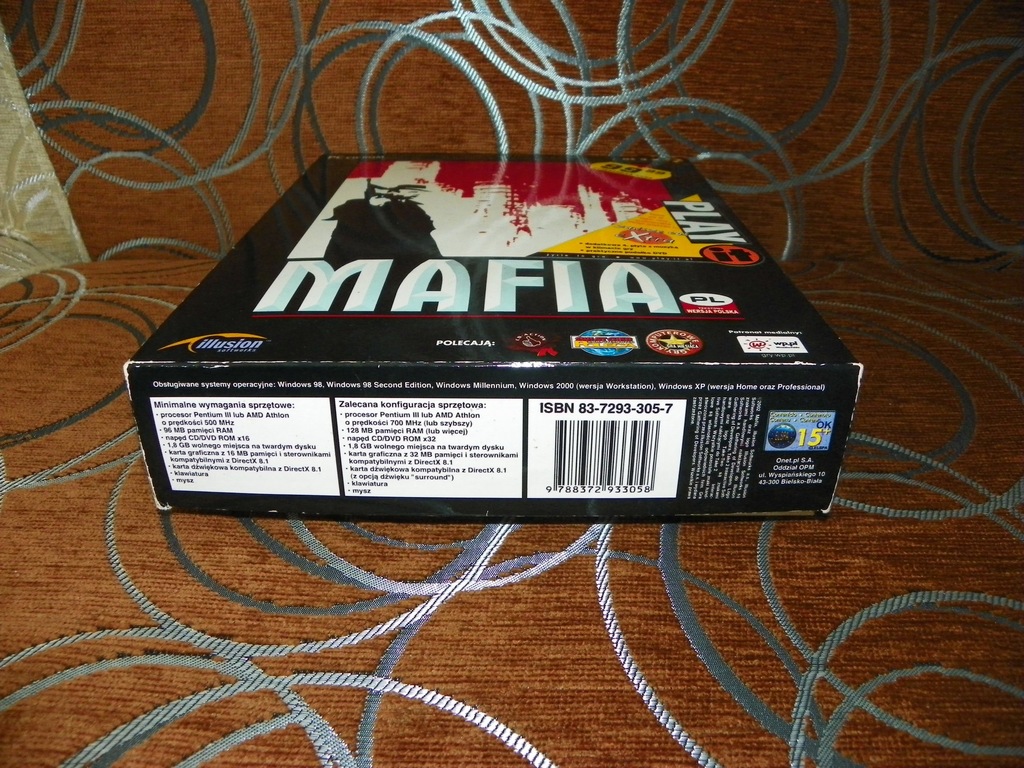 PLAY it
MAFIA
PL
WERSJA POLSKA
illusion
softworks
POLECAJĄ:
Patronat medialny:
wp.pl
gry.wp.pl
Obsługiwane systemy operacyjne: Windows 98, Windows 98 Second Edition, Windows Millennium, Windows 2000 (wersja Workstation), Windows XP (wersja Home oraz Professional)
Minimalne wymagania sprzętowe:
· procesor Pentium III lub AMD Athlon
o prędkości 500 MHz
· 96 MB pamięci RAM
· napęd CD/DVD ROM x16
· 1,8 GB wolnego miejsca na twardym dysku
· karta graficzna z 16 MB pamięci i sterownikami
kompatybilnymi z DirectX 8.1
· karta dźwiękowa kompatybilna z DirectX 8.1
· klawiatura
· mysz
Zalecana konfiguracja sprzętowa:
· procesor Pentium III lub AMD Athlon
o prędkości 700 MHz (lub szybszy)
· 128 MB pamięci RAM (lub więcej)
· napęd CD/DVD ROM x32
· 1,8 GB wolnego miejsca na twardym dysku
· karta graficzna z 32 MB pamięci i sterownikami
kompatybilnymi z DirectX 8.1
· karta dźwiękowa kompatybilna z DirectX 8.1
(z opcją dźwięku "surround")
· klawiatura
· mysz
ISBN 83-7293-305-7
9 788372 933058
OK
15
Onet.pl S.A.
Oddział OPM
ul. Wyspiańskiego 10
43-300 Bielsko-Biała